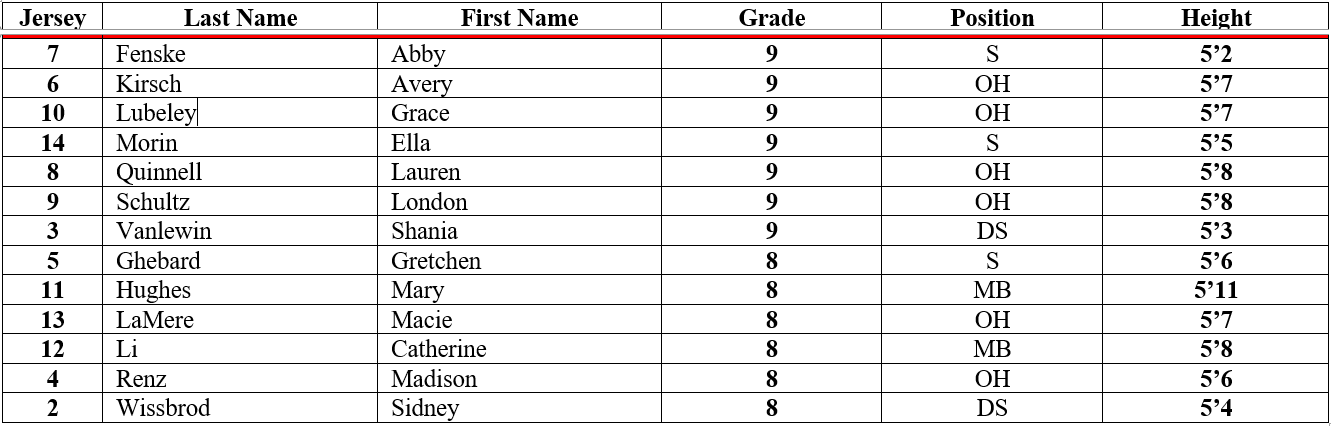 Jersey Last Name First Name Grade Position Height
7 Fenske Abby 9 S 5’2
6 Kirsch Avery 9 OH 5’7
10 Lubeley Grace 9 OH 5’7
14 Morin Ella 9 S 5’5
8 Quinnell Lauren 9 OH 5’8
9 Schultz London 9 OH 5’8
3 Vanlewin Shania 9 DS 5’3
5 Ghebard Gretchen 8 S 5’6
11 Hughes Mary 8 MB 5’11
13 LaMere Macie 8 OH 5’7
12 Li Catherine 8 MB 5’8
4 Renz Madison 8 OH 5’6
2 Wissbrod Sidney 8 DS 5’4